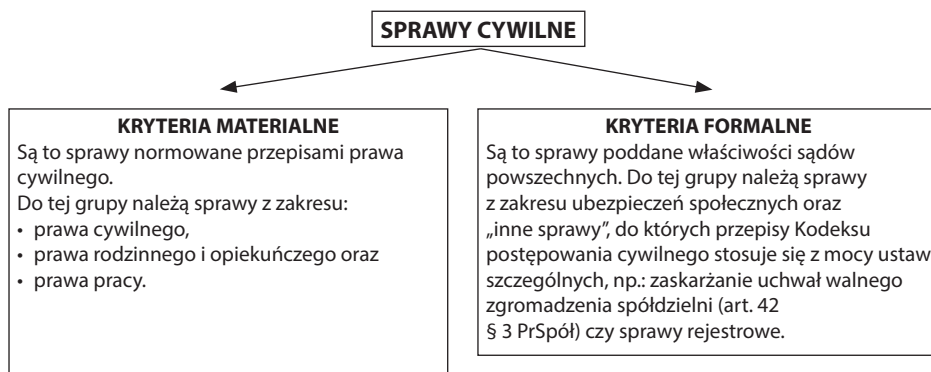 SPRAWY CYWILNE
KRYTERIA MATERIALNE
Są to sprawy normowane przepisami prawa
cywilnego.
Do tej grupy należą sprawy z zakresu:
• prawa cywilnego,
• prawa rodzinnego i opiekuńczego oraz
• prawa pracy.
KRYTERIA FORMALNE
Są to sprawy poddane właściwości sądów
powszechnych. Do tej grupy należą sprawy
z zakresu ubezpieczeń społecznych oraz
„inne sprawy”, do których przepisy Kodeksu
postępowania cywilnego stosuje się z mocy ustaw
szczególnych, np.: zaskarżanie uchwał walnego
zgromadzenia spółdzielni (art. 42
§ 3 PrSpół) czy sprawy rejestrowe.